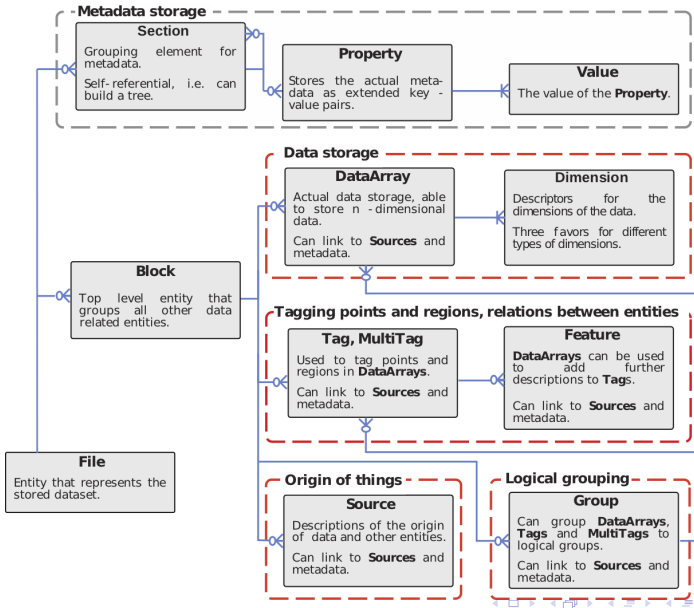 Metadata storage
Section
Grouping element for
metadata.
Self-referential, i.e. can
build a tree.
Property
Stores the actual meta-
data as extended key -
value pairs.
Value
The value of the Property.
Data storage
DataArray
Actual data storage, able
to store n -dimensional
data.
Can link to Sources and
metadata.
Dimension
Descriptors for the
dimensions of the data.
Three favors for different
types of dimensions.
Block
Top level entity that
groups all other data
related entities.
Tagging points and regions, relations between entities
Tag, MultiTag
Used to tag points and
regions in DataArrays.
Can link to Sources and
metadata.
Feature
DataArrays can be used
to add further
descriptions to Tags.
Can link to Sources and
metadata.
File
Entity that represents the
stored dataset.
Origin of things
Source
Descriptions of the origin
of data and other entities.
Can link to Sources and
metadata.
Logical grouping
Group
Can group DataArrays,
Tags and MultiTags to
logical groups.
Can link to Sources and
metadata.